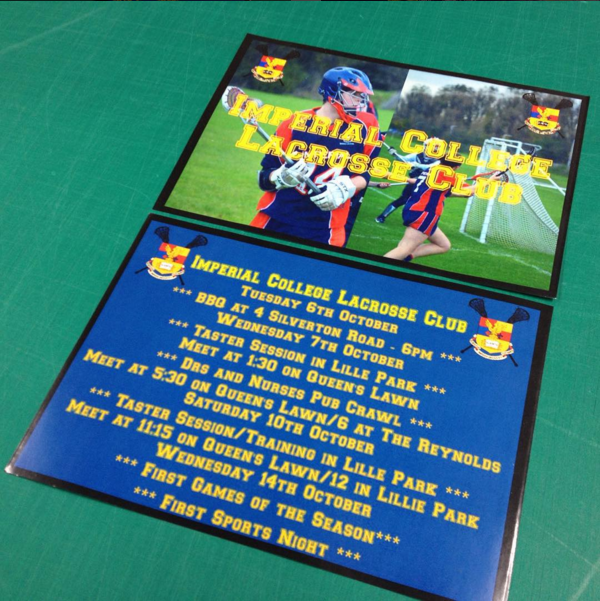 Imperial College
Lacrosse Club
Imperial College Lacrosse Club
Tuesday 6th October
*** BBQ at 4 Silverton Road - 6pm ***
Wednesday 7th October
*** Taster Session in Lille Park ***
Meet at 1:30 on Queen's Lawn
*** Drs and Nurses Pub Crawl ***
Meet at 5:30 on Queen's Lawn/6 at The Reynolds
Saturday 10th October
*** Taster Session/Training in Lille Park ***
Meet at 11:15 on Queen's Lawn/12 in Lillie Park
Wednesday 14th October
*** First Games of the Season***
*** First Sports Night ***